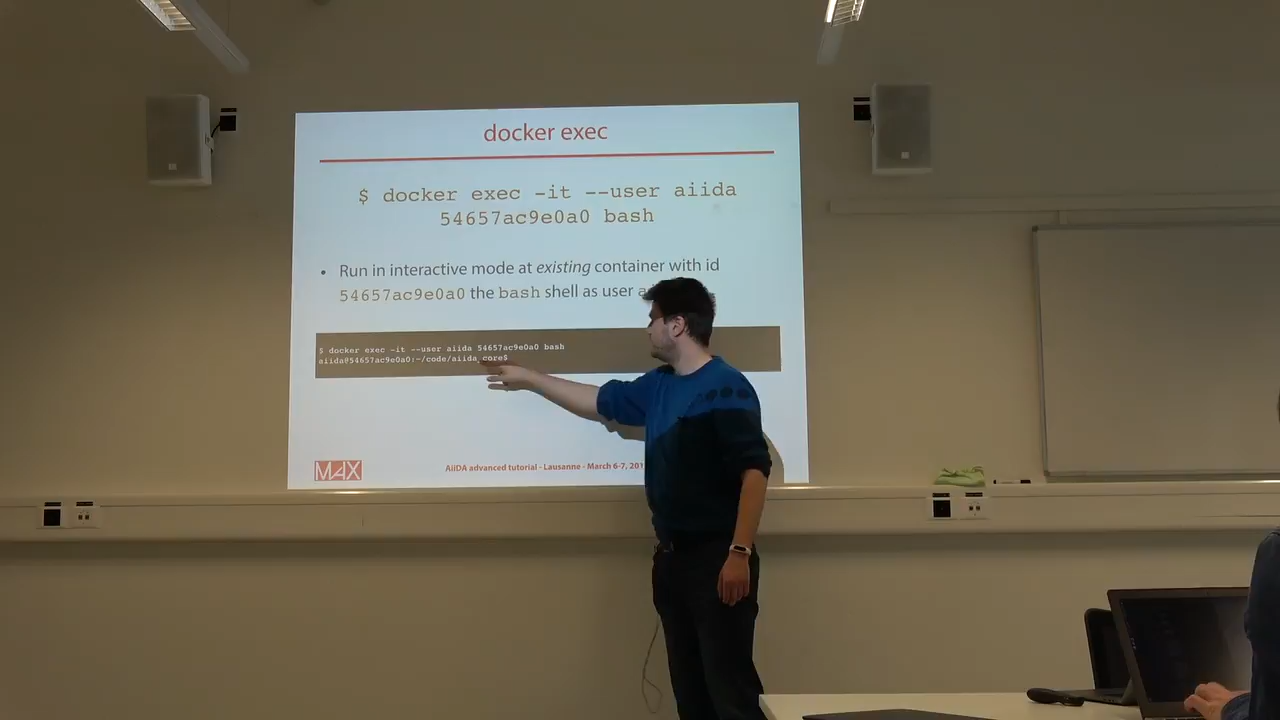 docker exec
$ docker exec -it --user aiida
54657ac9e0a0 bash
• Run in interactive mode at existing container with id
54657ac9e0a0 the bash shell as user
$ docker exec -it --user aiida 54657ac9e0a0 bash
aiida@54657ac9e0a0:~/code/aiida_core$
MAX
AiiDA advanced tutorial - Lausanne - March 6-7,